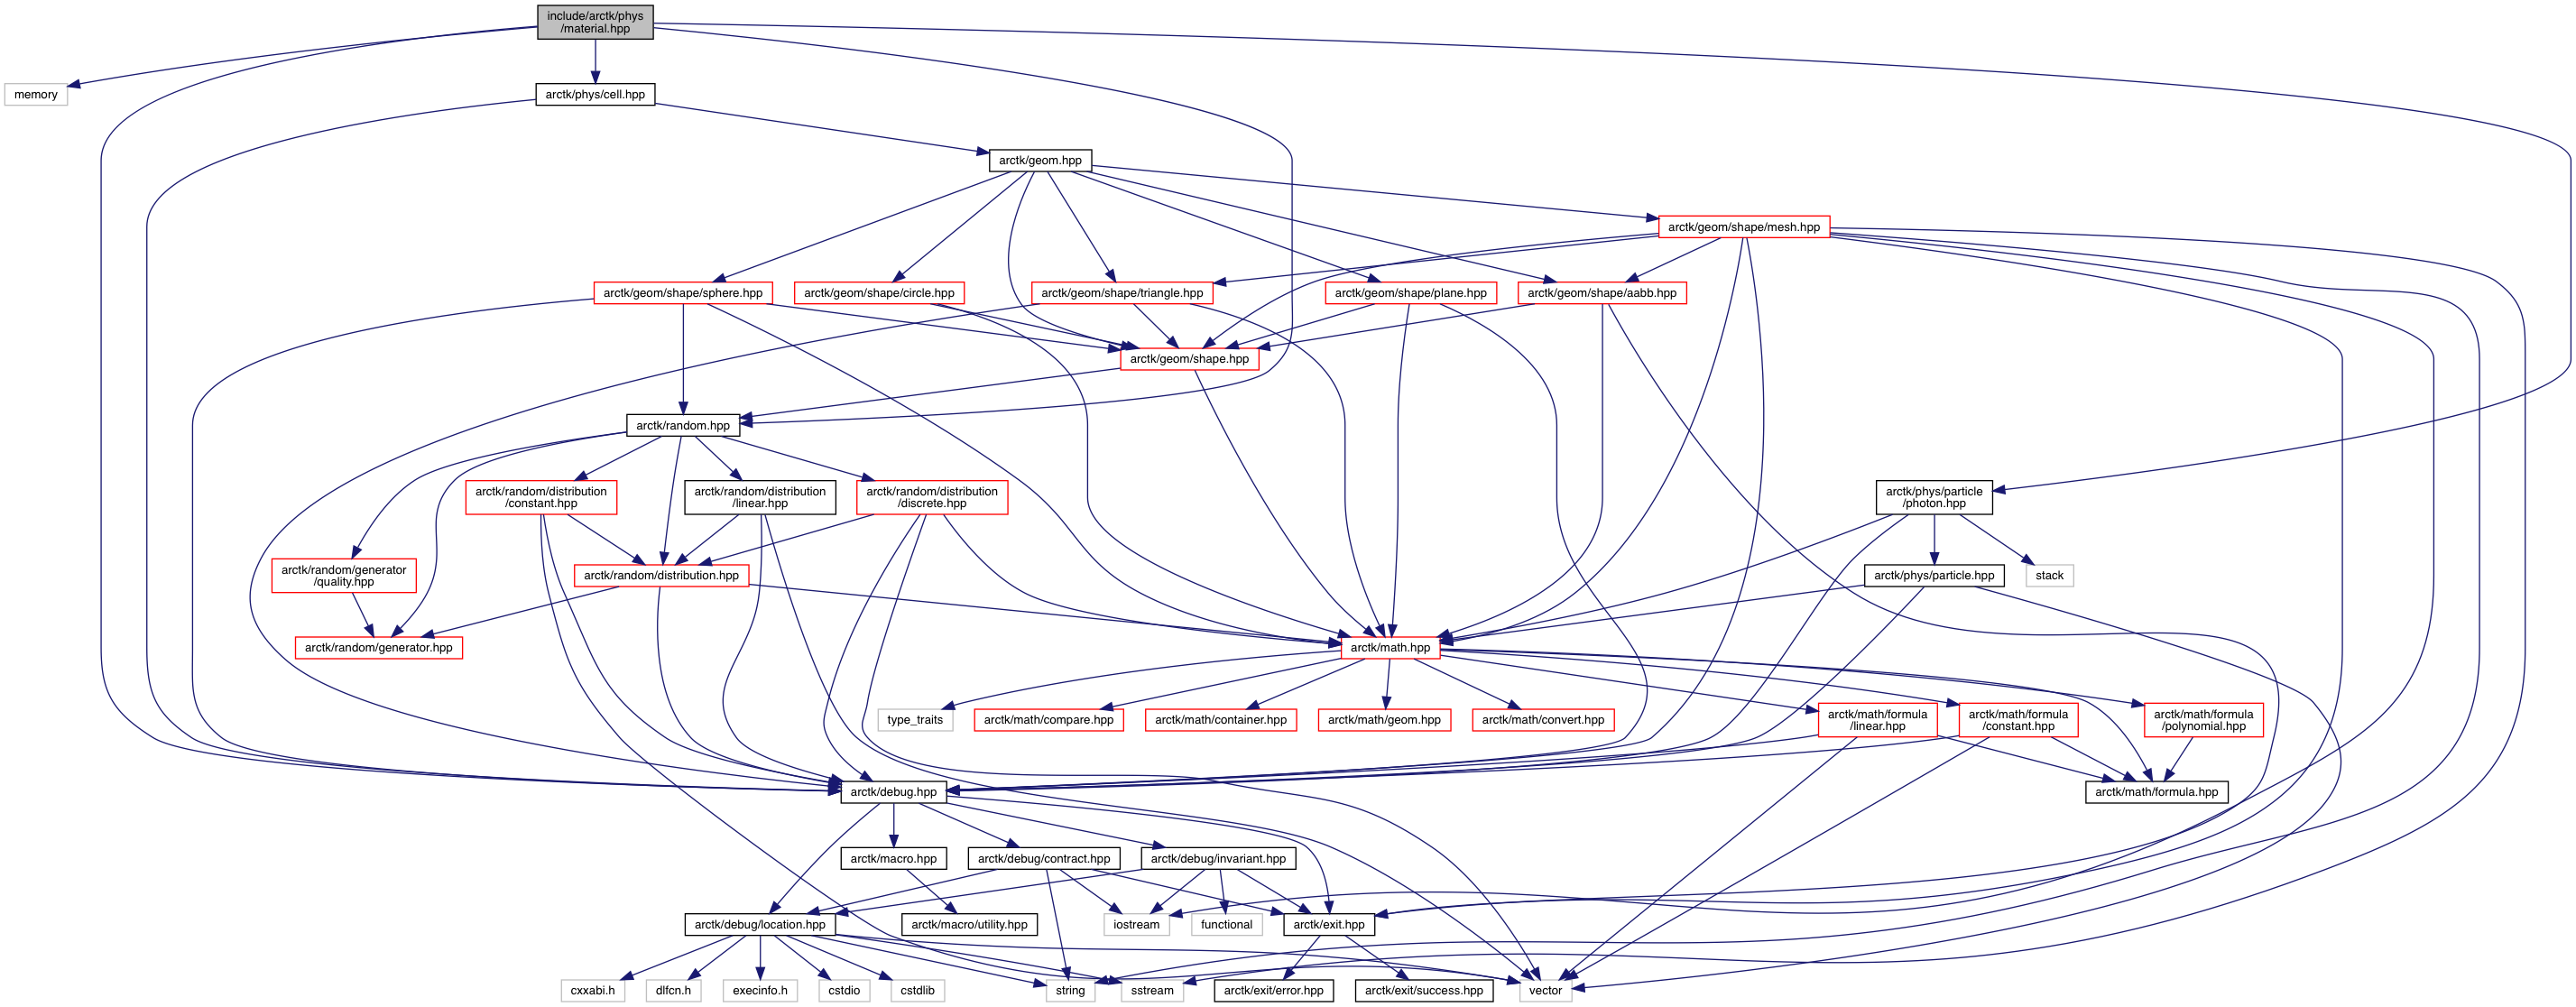 include/arctk/phys
/material.hpp
memory
arctk/phys/cell.hpp
arctk/geom.hpp
arctk/geom/shape/mesh.hpp
arctk/geom/shape/sphere.hpp
arctk/geom/shape/circle.hpp
arctk/geom/shape/triangle.hpp
arctk/geom/shape/plane.hpp
arctk/geom/shape/aabb.hpp
arctk/geom/shape.hpp
arctk/random.hpp
arctk/random/distribution
/constant.hpp
arctk/random/distribution
/linear.hpp
arctk/random/distribution
/discrete.hpp
arctk/phys/particle
/photon.hpp
arctk/random/generator
/quality.hpp
arctk/random/distribution.hpp
arctk/phys/particle.hpp
stack
arctk/random/generator.hpp
arctk/math.hpp
type_traits
arctk/math/compare.hpp
arctk/math/container.hpp
arctk/math/geom.hpp
arctk/math/convert.hpp
arctk/math/formula
/linear.hpp
arctk/math/formula
/constant.hpp
arctk/math/formula
/polynomial.hpp
arctk/debug.hpp
arctk/math/formula.hpp
arctk/macro.hpp
arctk/debug/contract.hpp
arctk/debug/invariant.hpp
arctk/debug/location.hpp
arctk/macro/utility.hpp
iostream
functional
arctk/exit.hpp
cxxabi.h
dlfcn.h
execinfo.h
cstdio
cstdlib
string
sstream
arctk/exit/error.hpp
arctk/exit/success.hpp
vector